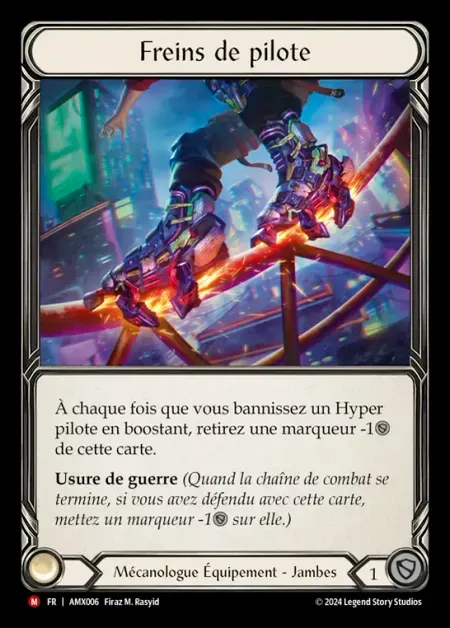 Freins de pilote
À chaque fois que vous bannissez un Hyper
pilote en boostant, retirez une marqueur -1
de cette carte.
Usure de guerre (Quand la chaîne de combat se
termine, si vous avez défendu avec cette carte,
mettez un marqueur -1 sur elle.)
Mécanologue Équipement - Jambes
1
M FR | AMX006 Firaz M. Rasyid
© 2024 Legend Story Studios